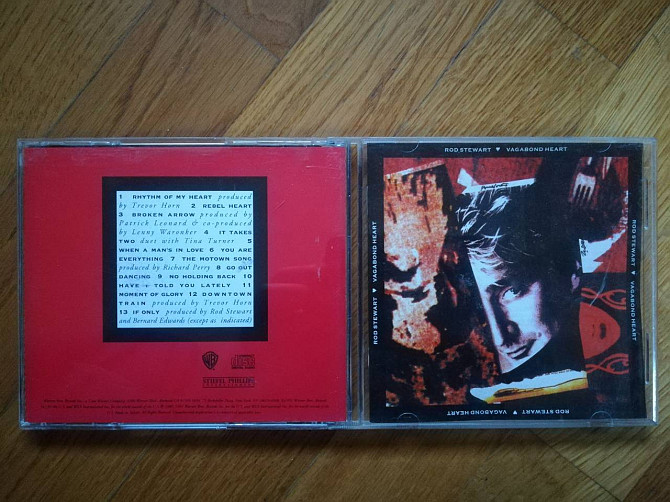 1 RHYTHM OF MY HEART produced
by Trevor Horn 2 REBEL HEART
3 BROKEN ARROW produced by
Patrick Leonard & co-produced
by Lenny Waronker 4 IT TAKES
TWO duet with Tina Turner 5
WHEN A MAN'S IN LOVE 6 YOU ARE
EVERYTHING 7 THE MOTOWN SONG
produced by Richard Perry 8 GO OUT
DANCING 9 NO HOLDING BACK 10
HAVE I TOLD YOU LATELY 11
MOMENT OF GLORY 12 DOWNTOWN
TRAIN produced by Trevor Horn
13 IF ONLY produced by Rod Stewart
and Bernard Edwards (except as indicated)
ROD STEWART ♥ VAGABOND HEART
ROD STEWART ♥ VAGABOND HEART
ROD STEWART ♥ VAGABOND HEART
ROD STEWART ♥ VAGABOND HEART